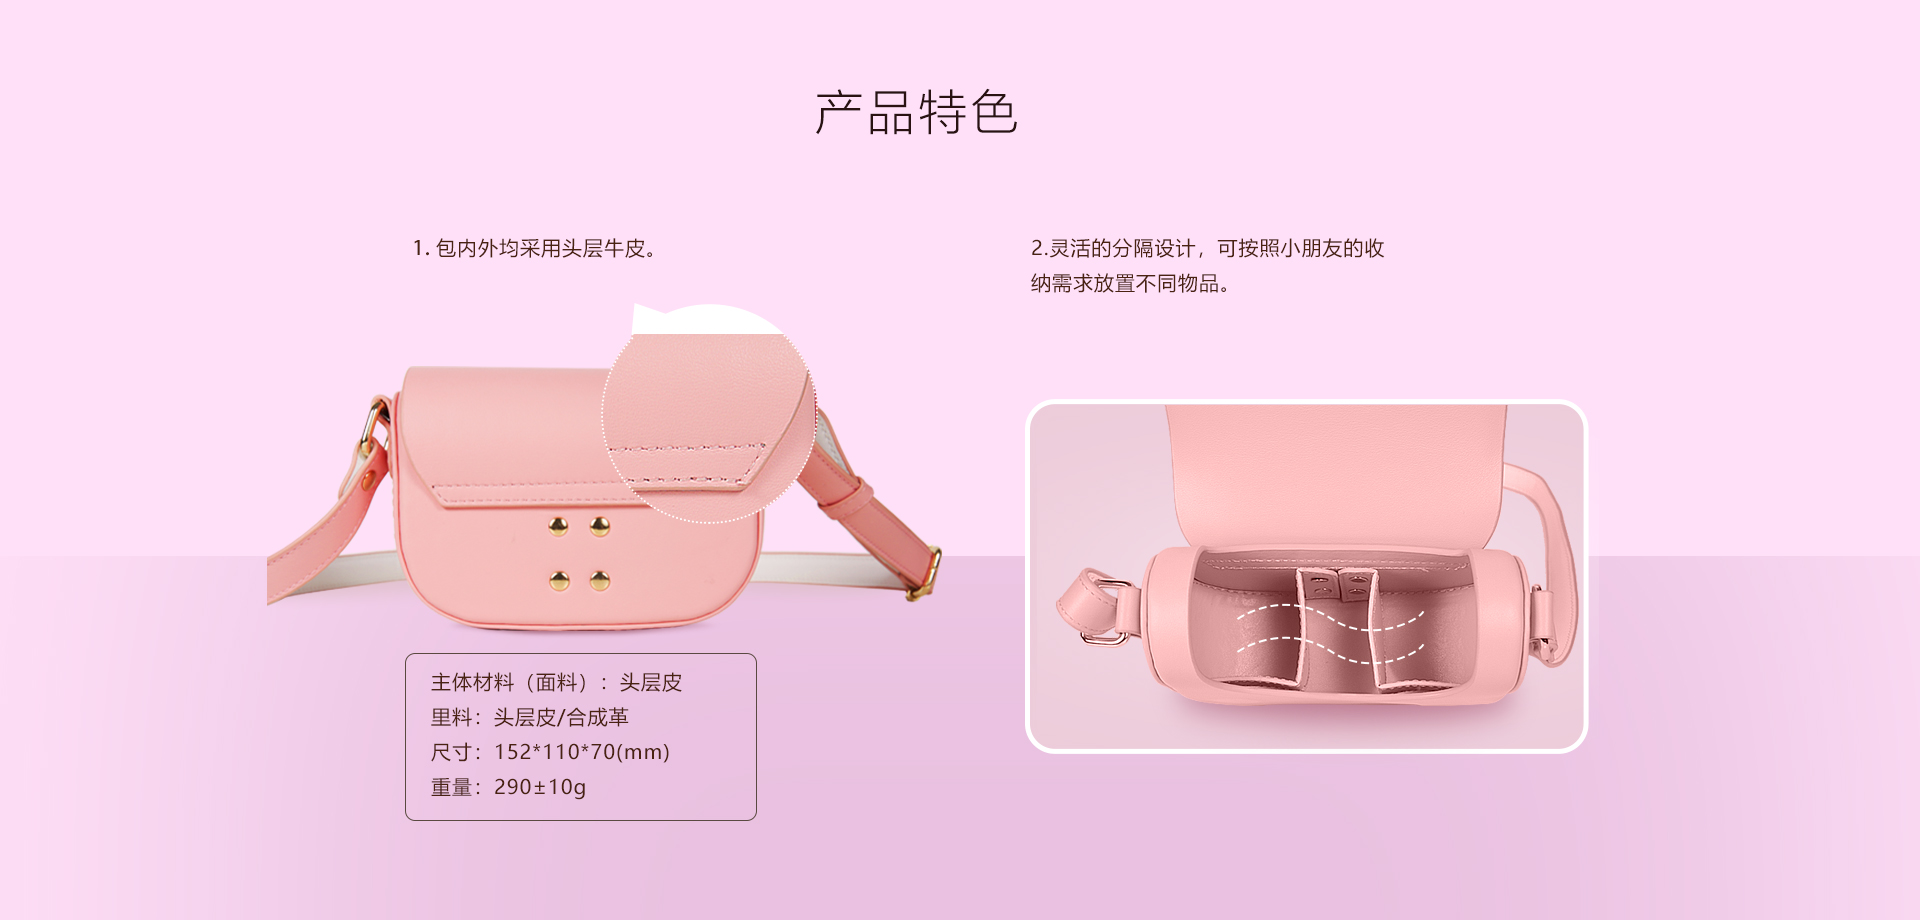 产品特色
1. 包内外均采用头层牛皮。
2.灵活的分隔设计，可按照小朋友的收
纳需求放置不同物品。
主体材料（面料）：头层皮
里料：头层皮/合成革
尺寸：152*110*70(mm)
重量：290±10g